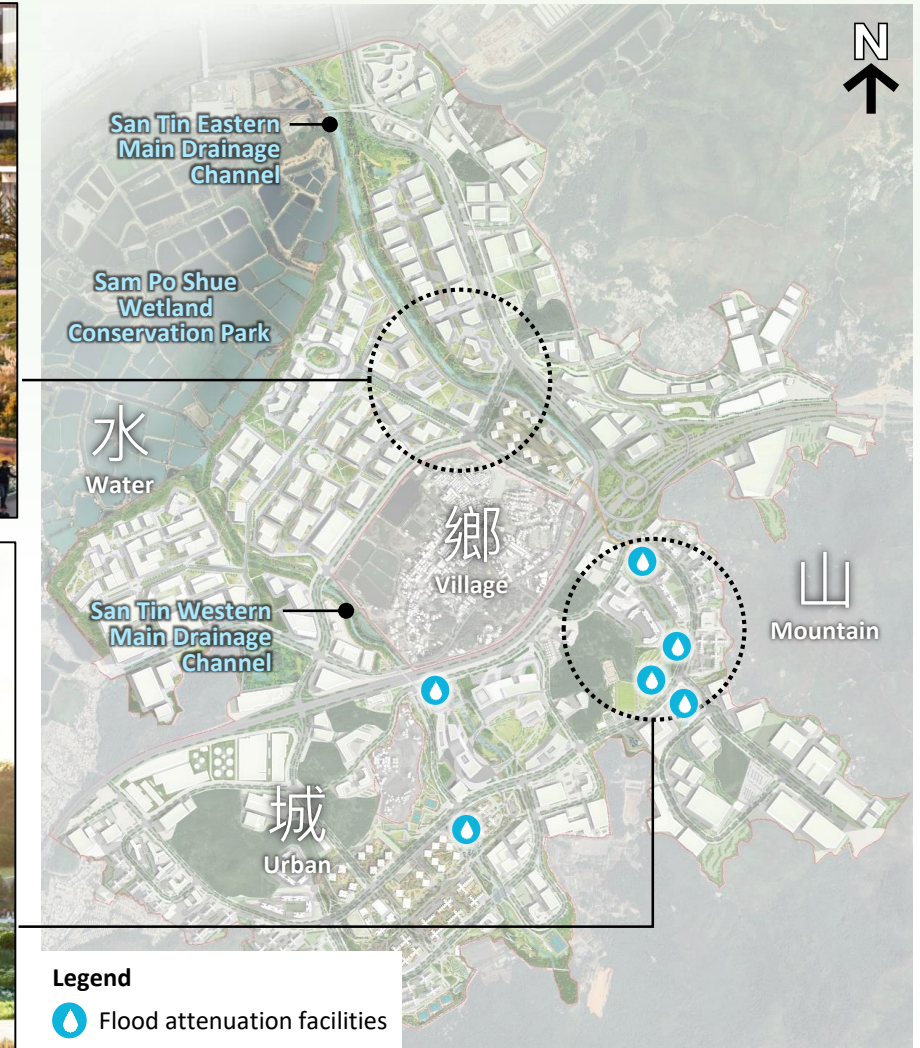 N
San Tin Eastern
Main Drainage
Channel
Sam Po Shue
Wetland
Conservation Park
水
Water
鄉
Village
山
Mountain
San Tin Western
Main Drainage
Channel
城
Urban
Legend
Flood attenuation facilities